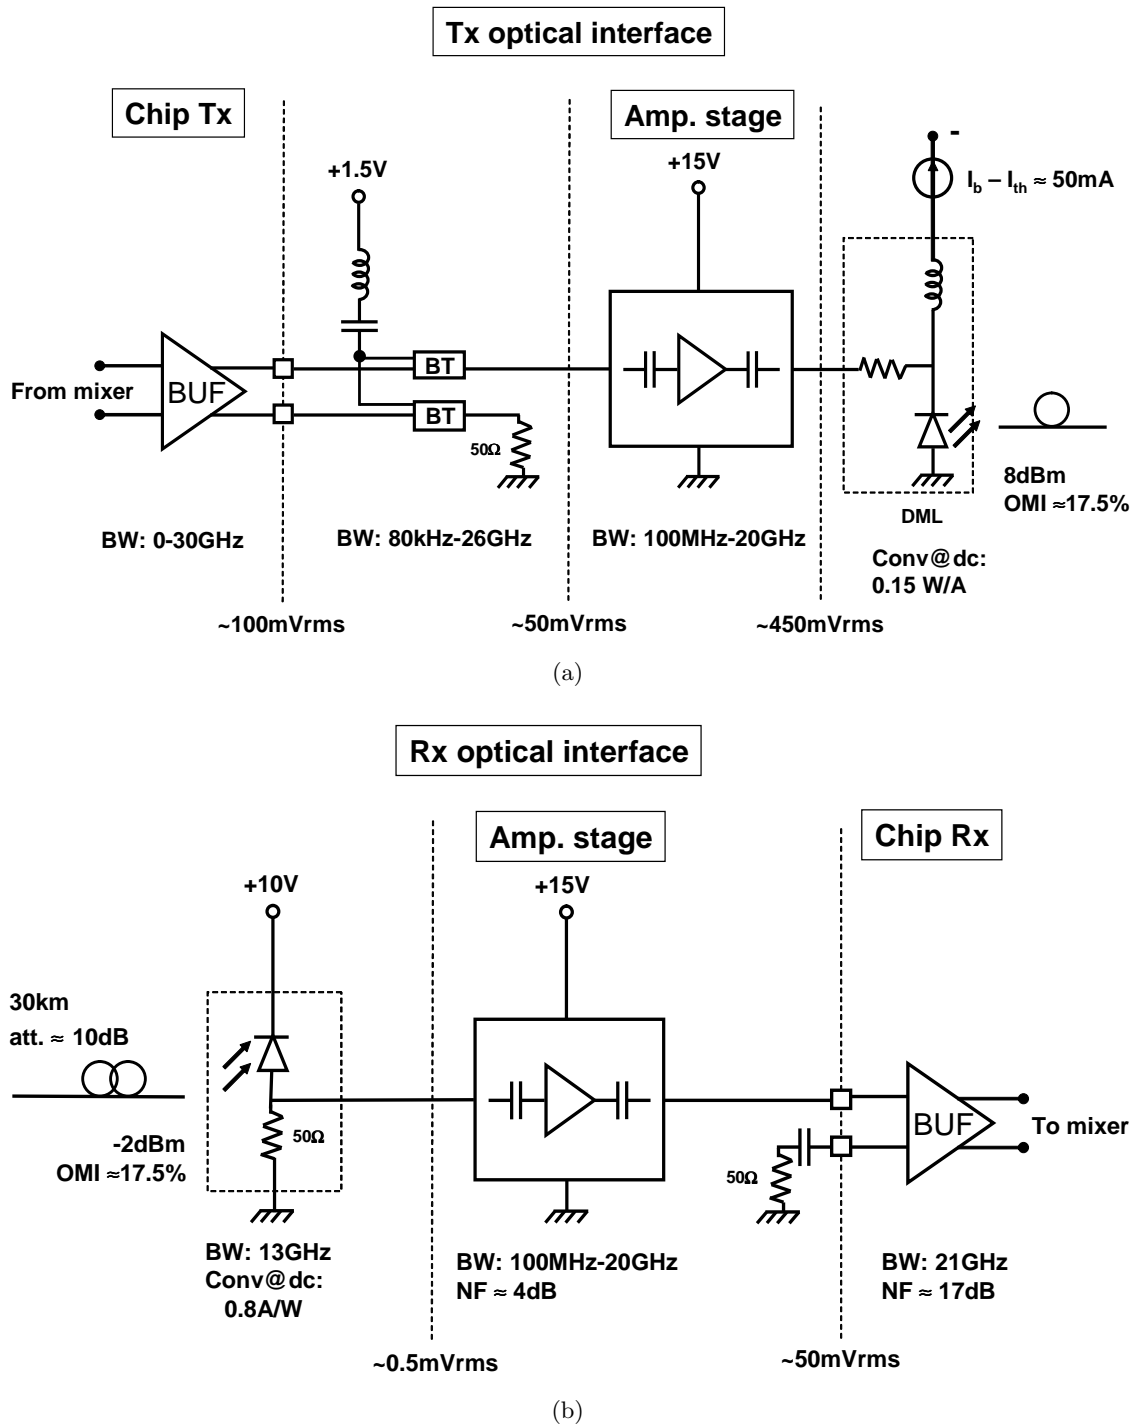 Tx optical interface
Chip Tx
Amp. stage
+1.5V
+15V
-
I_b – I_th ≈ 50mA
BT
BT
From mixer
BUF
50Ω
8dBm
OMI ≈17.5%
DML
BW: 0-30GHz
BW: 80kHz-26GHz
BW: 100MHz-20GHz
Conv@dc:
0.15 W/A
~100mVrms
~50mVrms
~450mVrms
(a)
Rx optical interface
Amp. stage
Chip Rx
+10V
+15V
30km
att. ≈ 10dB
-2dBm
OMI ≈17.5%
50Ω
50Ω
BUF
To mixer
BW: 13GHz
Conv@dc:
0.8A/W
BW: 100MHz-20GHz
NF ≈ 4dB
BW: 21GHz
NF ≈ 17dB
~0.5mVrms
~50mVrms
(b)